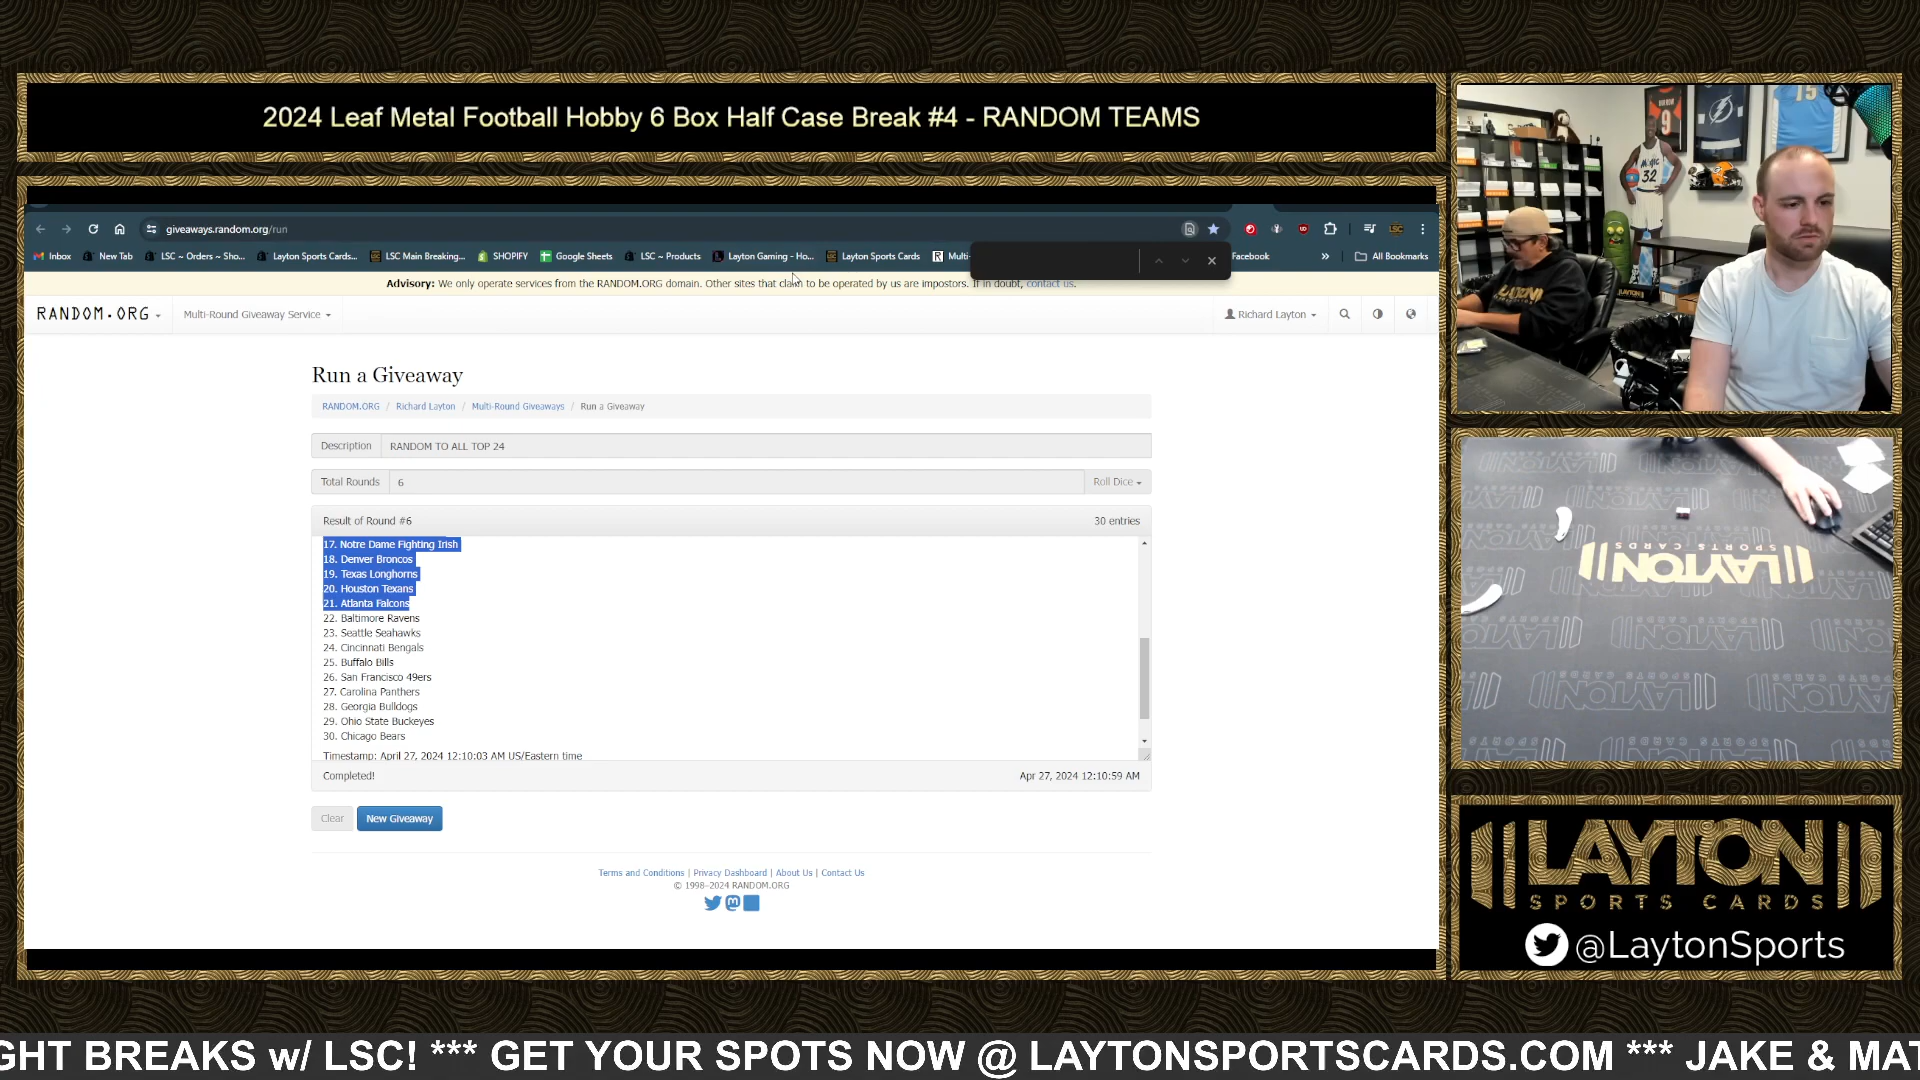 2024 Leaf Metal Football Hobby 6 Box Half Case Break #4 - RANDOM TEAMS
giveaways.random.org/run
Inbox New Tab LSC ~ Orders ~ Sho... Layton Sports Cards... LSC Main Breaking... SHOPIFY Google Sheets LSC ~ Products Layton Gaming - Ho... Layton Sports Cards Multi- Facebook » All Bookmarks
Advisory: We only operate services from the RANDOM.ORG domain. Other sites that claim to be operated by us are impostors. If in doubt, contact us.
RANDOM.ORG Multi-Round Giveaway Service Richard Layton
Run a Giveaway
RANDOM.ORG / Richard Layton / Multi-Round Giveaways / Run a Giveaway
Description RANDOM TO ALL TOP 24
Total Rounds 6 Roll Dice
Result of Round #6 30 entries
17. Notre Dame Fighting Irish
18. Denver Broncos
19. Texas Longhorns
20. Houston Texans
21. Atlanta Falcons
22. Baltimore Ravens
23. Seattle Seahawks
24. Cincinnati Bengals
25. Buffalo Bills
26. San Francisco 49ers
27. Carolina Panthers
28. Georgia Bulldogs
29. Ohio State Buckeyes
30. Chicago Bears
Timestamp: April 27, 2024 12:10:03 AM US/Eastern time
Completed! Apr 27, 2024 12:10:59 AM
Clear New Giveaway
Terms and Conditions | Privacy Dashboard | About Us | Contact Us
© 1998–2024 RANDOM.ORG
MAGIC
32
9
15
LAYTON
SPORTS CARDS
LAYTON
SPORTS CARDS
@LaytonSports
GHT BREAKS w/ LSC! *** GET YOUR SPOTS NOW @ LAYTONSPORTSCARDS.COM *** JAKE & MAT